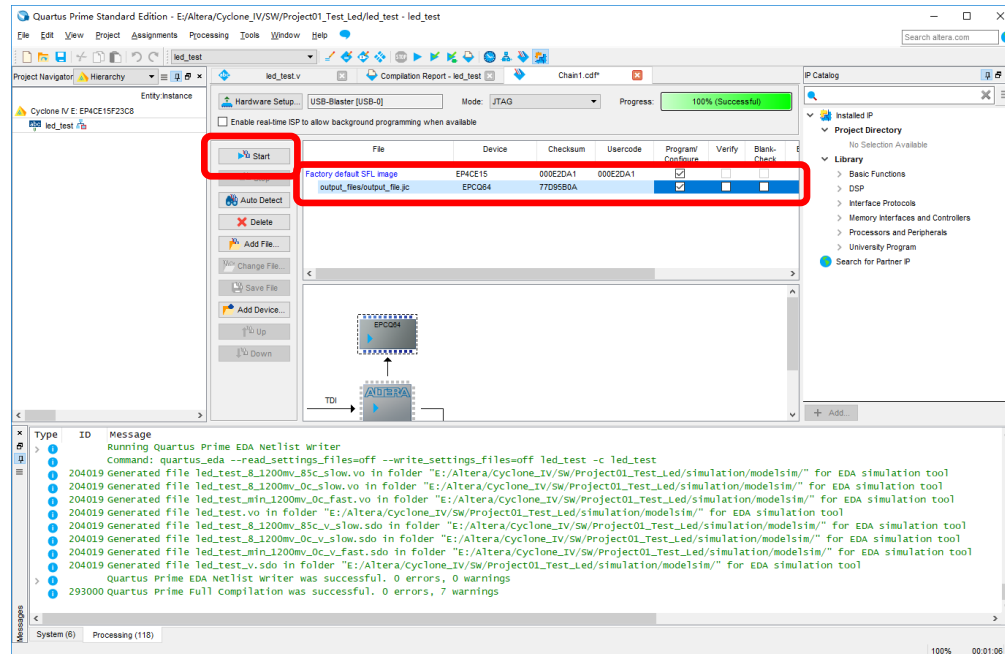 Quartus Prime Standard Edition - E:/Altera/Cyclone_IV/SW/Project01_Test_Led/led_test - led_test
File Edit View Project Assignments Processing Tools Window Help
Search altera.com
led_test
Project Navigator Hierarchy
led_test.v
Compilation Report - led_test
Chain1.cdf*
IP Catalog
Entity:Instance
Cyclone IV E: EP4CE15F23C8
led_test
Hardware Setup...
USB-Blaster [USB-0]
Mode: JTAG
Progress: 100% (Successful)
Enable real-time ISP to allow background programming when available
Start
Auto Detect
Delete
Add File...
Change File...
Save File
Add Device...
Up
Down
File Device Checksum Usercode Program/Configure Verify Blank-Check
Factory default SFL image EP4CE15 000E2DA1 000E2DA1
output_files/output_file.jic EPCQ64 77D95B0A
EPCQ64
ALTERA
TDI
Installed IP
Project Directory
No Selection Available
Library
Basic Functions
DSP
Interface Protocols
Memory Interfaces and Controllers
Processors and Peripherals
University Program
Search for Partner IP
+ Add...
Type ID Message
Running Quartus Prime EDA Netlist Writer
Command: quartus_eda --read_settings_files=off --write_settings_files=off led_test -c led_test
204019 Generated file led_test_8_1200mv_85c_slow.vo in folder "E:/Altera/Cyclone_IV/SW/Project01_Test_Led/simulation/modelsim/" for EDA simulation tool
204019 Generated file led_test_8_1200mv_0c_slow.vo in folder "E:/Altera/Cyclone_IV/SW/Project01_Test_Led/simulation/modelsim/" for EDA simulation tool
204019 Generated file led_test_min_1200mv_0c_fast.vo in folder "E:/Altera/Cyclone_IV/SW/Project01_Test_Led/simulation/modelsim/" for EDA simulation tool
204019 Generated file led_test.vo in folder "E:/Altera/Cyclone_IV/SW/Project01_Test_Led/simulation/modelsim/" for EDA simulation tool
204019 Generated file led_test_8_1200mv_85c_v_slow.sdo in folder "E:/Altera/Cyclone_IV/SW/Project01_Test_Led/simulation/modelsim/" for EDA simulation tool
204019 Generated file led_test_8_1200mv_0c_v_slow.sdo in folder "E:/Altera/Cyclone_IV/SW/Project01_Test_Led/simulation/modelsim/" for EDA simulation tool
204019 Generated file led_test_min_1200mv_0c_v_fast.sdo in folder "E:/Altera/Cyclone_IV/SW/Project01_Test_Led/simulation/modelsim/" for EDA simulation tool
204019 Generated file led_test_v.sdo in folder "E:/Altera/Cyclone_IV/SW/Project01_Test_Led/simulation/modelsim/" for EDA simulation tool
Quartus Prime EDA Netlist Writer was successful. 0 errors, 0 warnings
293000 Quartus Prime Full Compilation was successful. 0 errors, 7 warnings
Messages
System (6) Processing (118)
100% 00:01:06